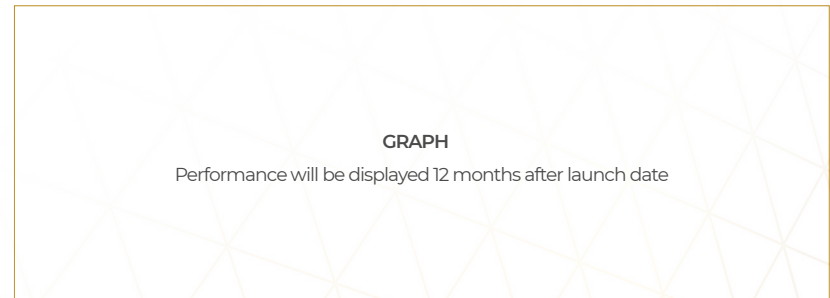 GRAPH
Performance will be displayed 12 months after launch date